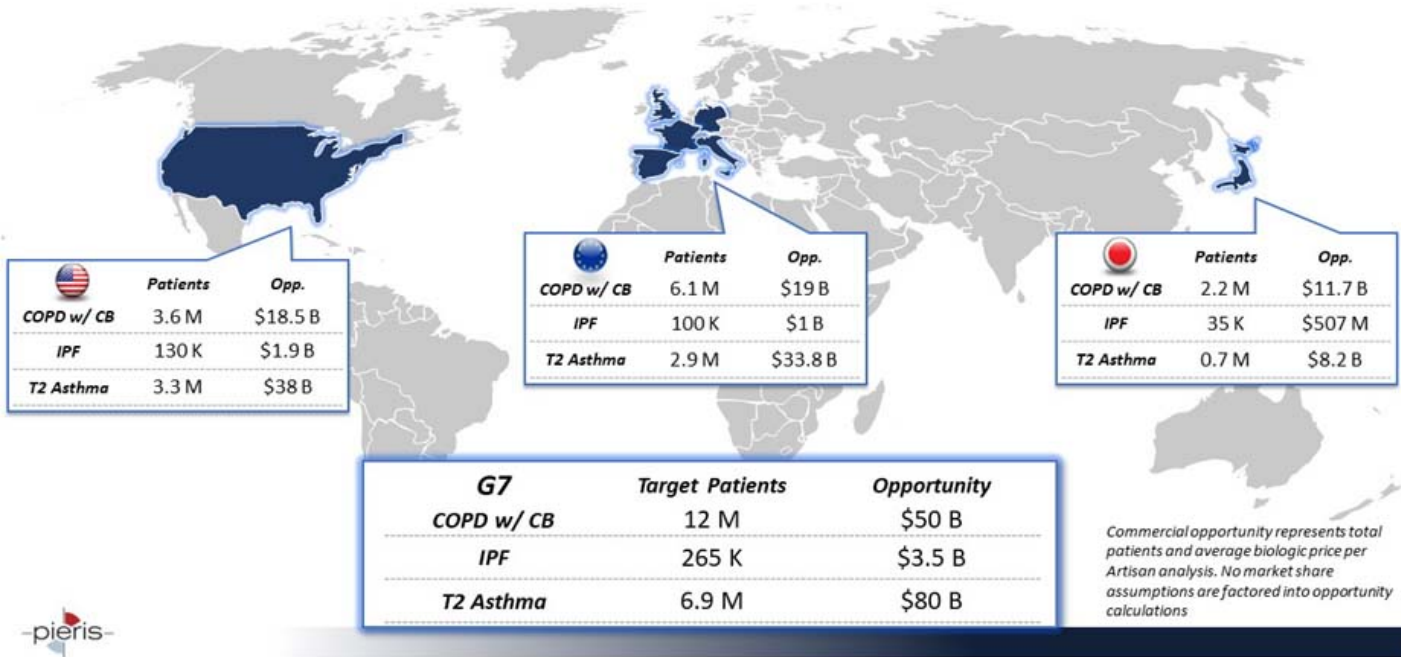 Patients Opp.
COPD w/ CB 3.6 M $18.5 B
IPF 130 K $1.9 B
T2 Asthma 3.3 M $38 B
Patients Opp.
COPD w/ CB 6.1 M $19 B
IPF 100 K $1 B
T2 Asthma 2.9 M $33.8 B
Patients Opp.
COPD w/ CB 2.2 M $11.7 B
IPF 35 K $507 M
T2 Asthma 0.7 M $8.2 B
G7 Target Patients Opportunity
COPD w/ CB 12 M $50 B
IPF 265 K $3.5 B
T2 Asthma 6.9 M $80 B
Commercial opportunity represents total
patients and average biologic price per
Artisan analysis. No market share
assumptions are factored into opportunity
calculations
pieris